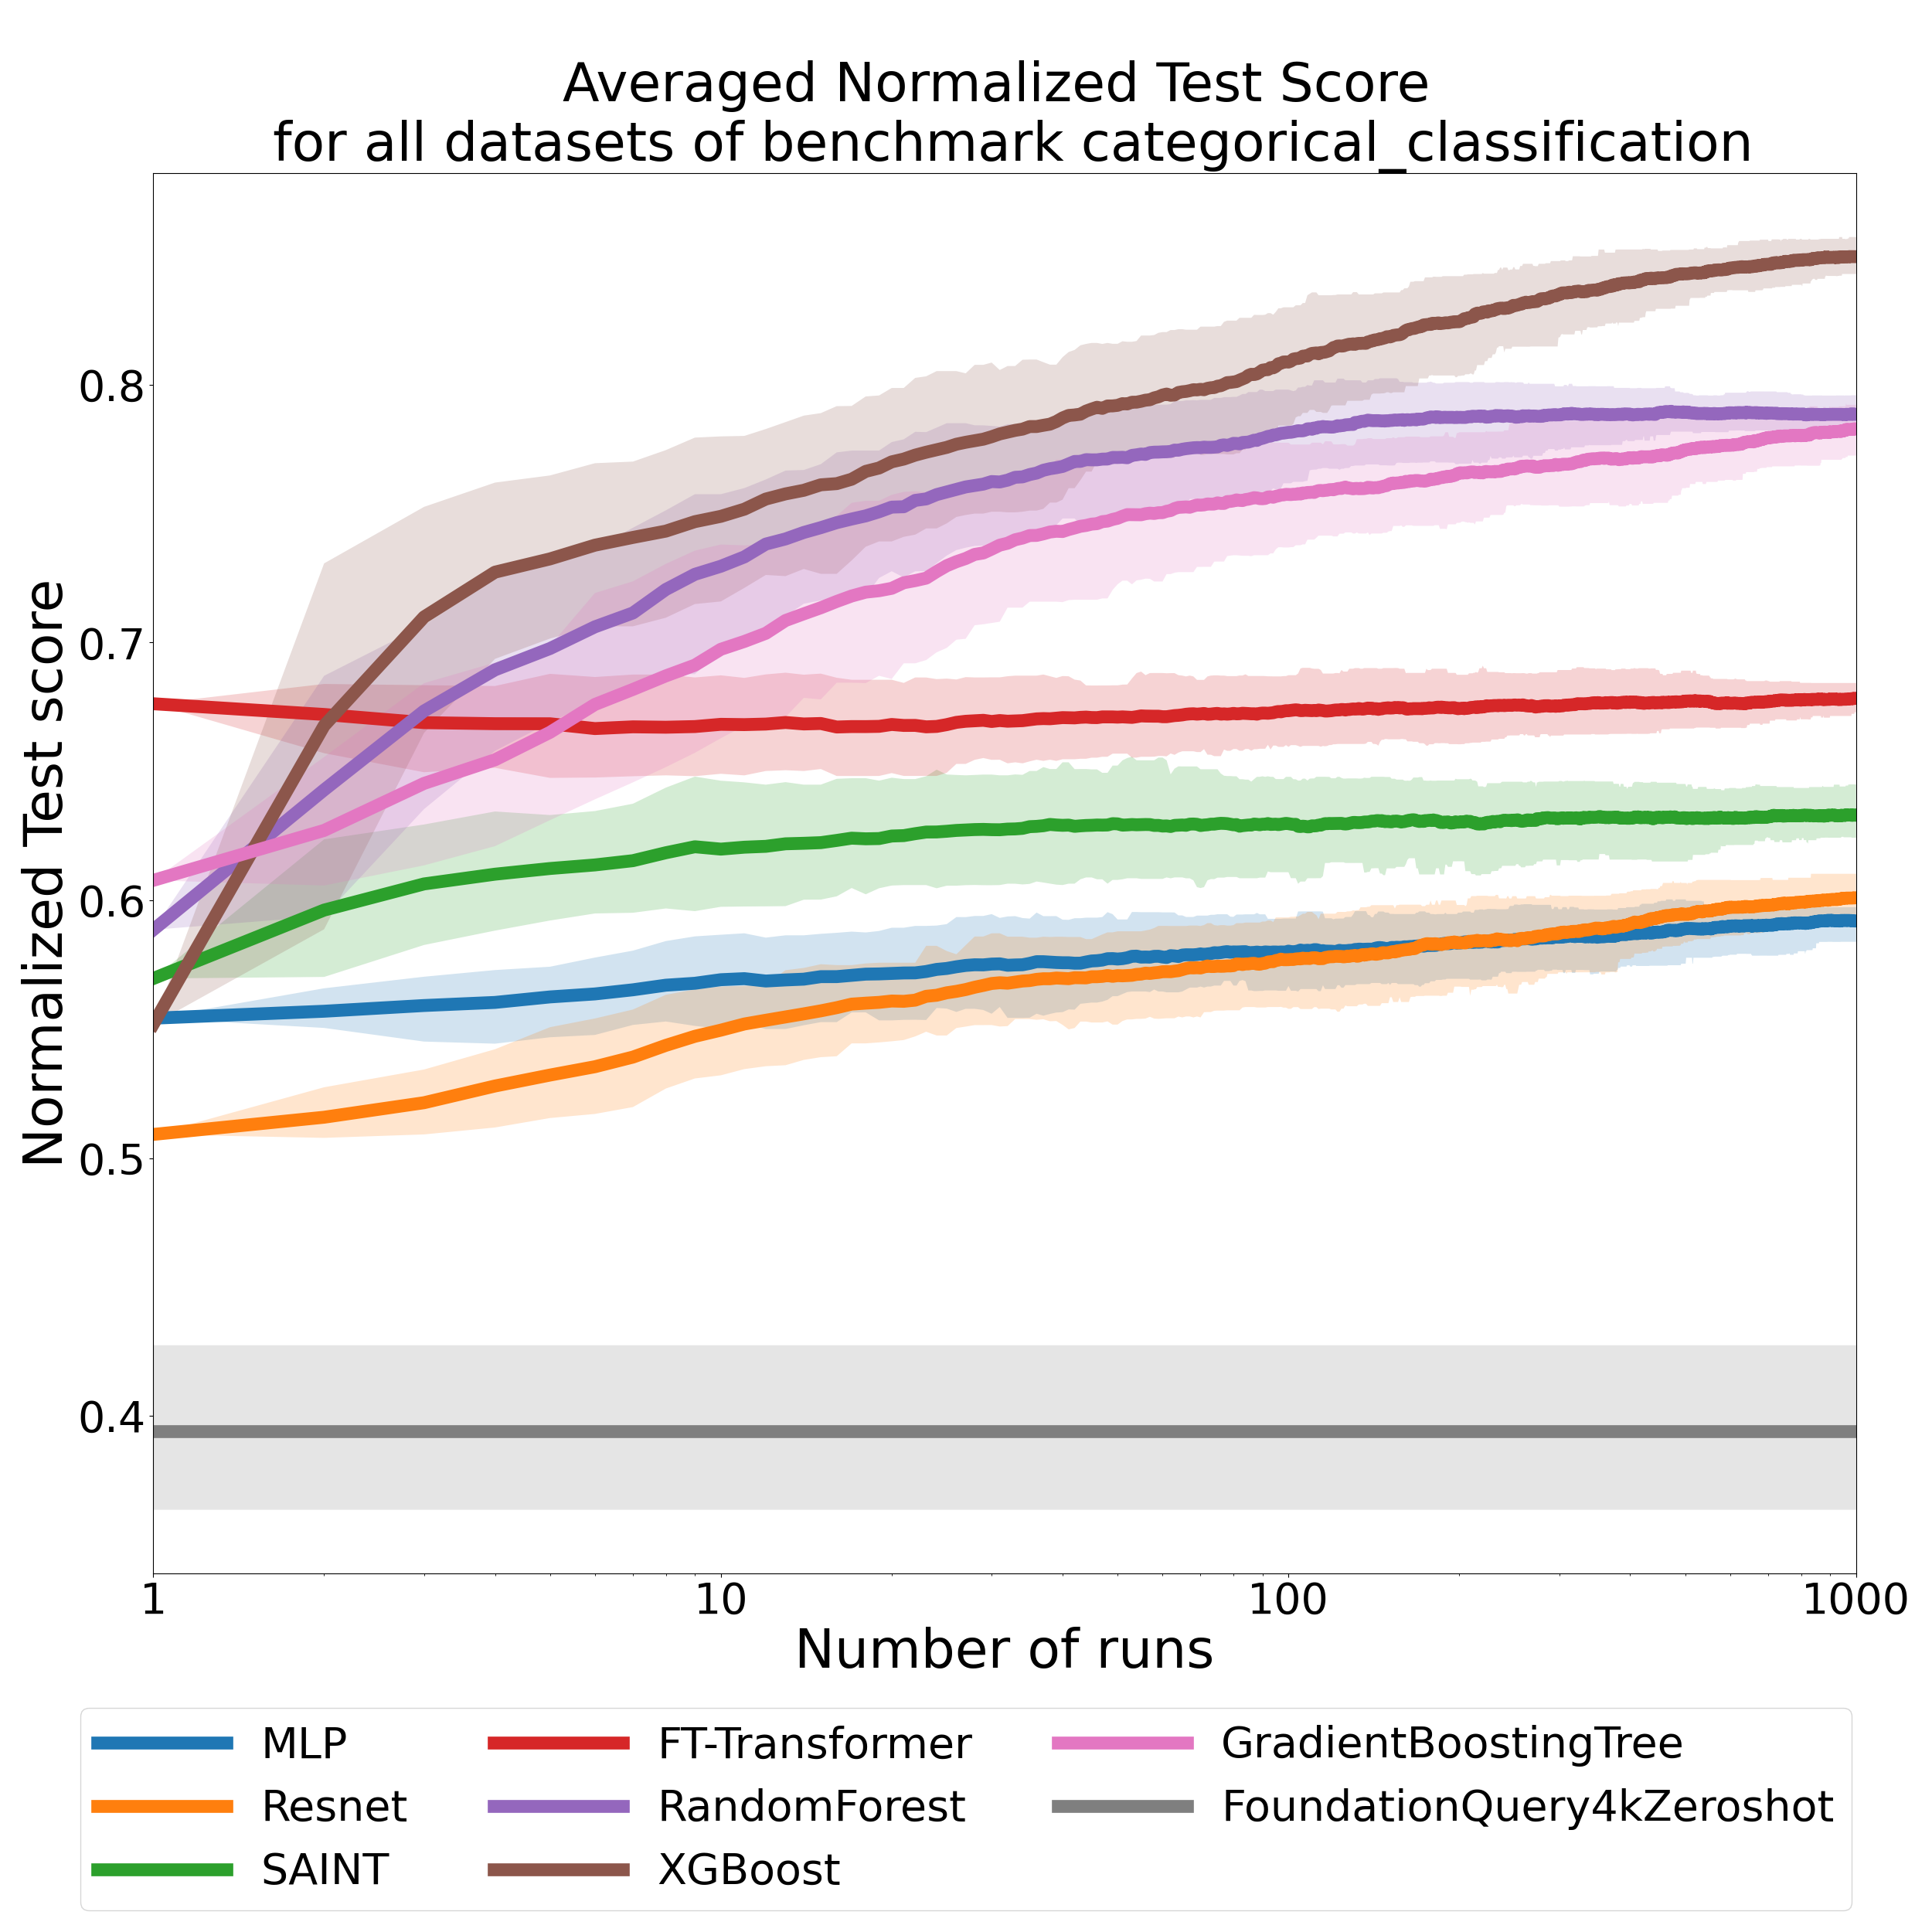 Averaged Normalized Test Score
for all datasets of benchmark categorical_classification
Normalized Test score
0.8
0.7
0.6
0.5
0.4
1 10 100 1000
Number of runs
MLP FT-Transformer GradientBoostingTree
Resnet RandomForest FoundationQuery4kZeroshot
SAINT XGBoost